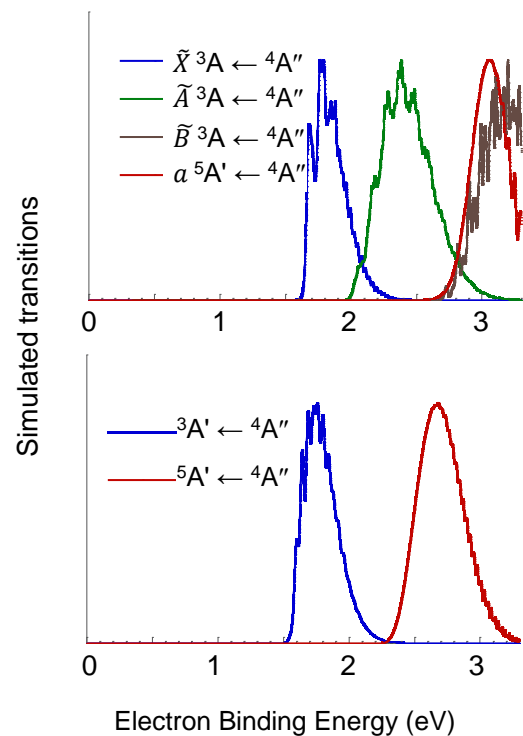 X̃ ³A ← ⁴A″
Ã ³A ← ⁴A″
B̃ ³A ← ⁴A″
a ⁵A' ← ⁴A″
0 1 2 3
Simulated transitions
³A' ← ⁴A″
⁵A' ← ⁴A″
0 1 2 3
Electron Binding Energy (eV)